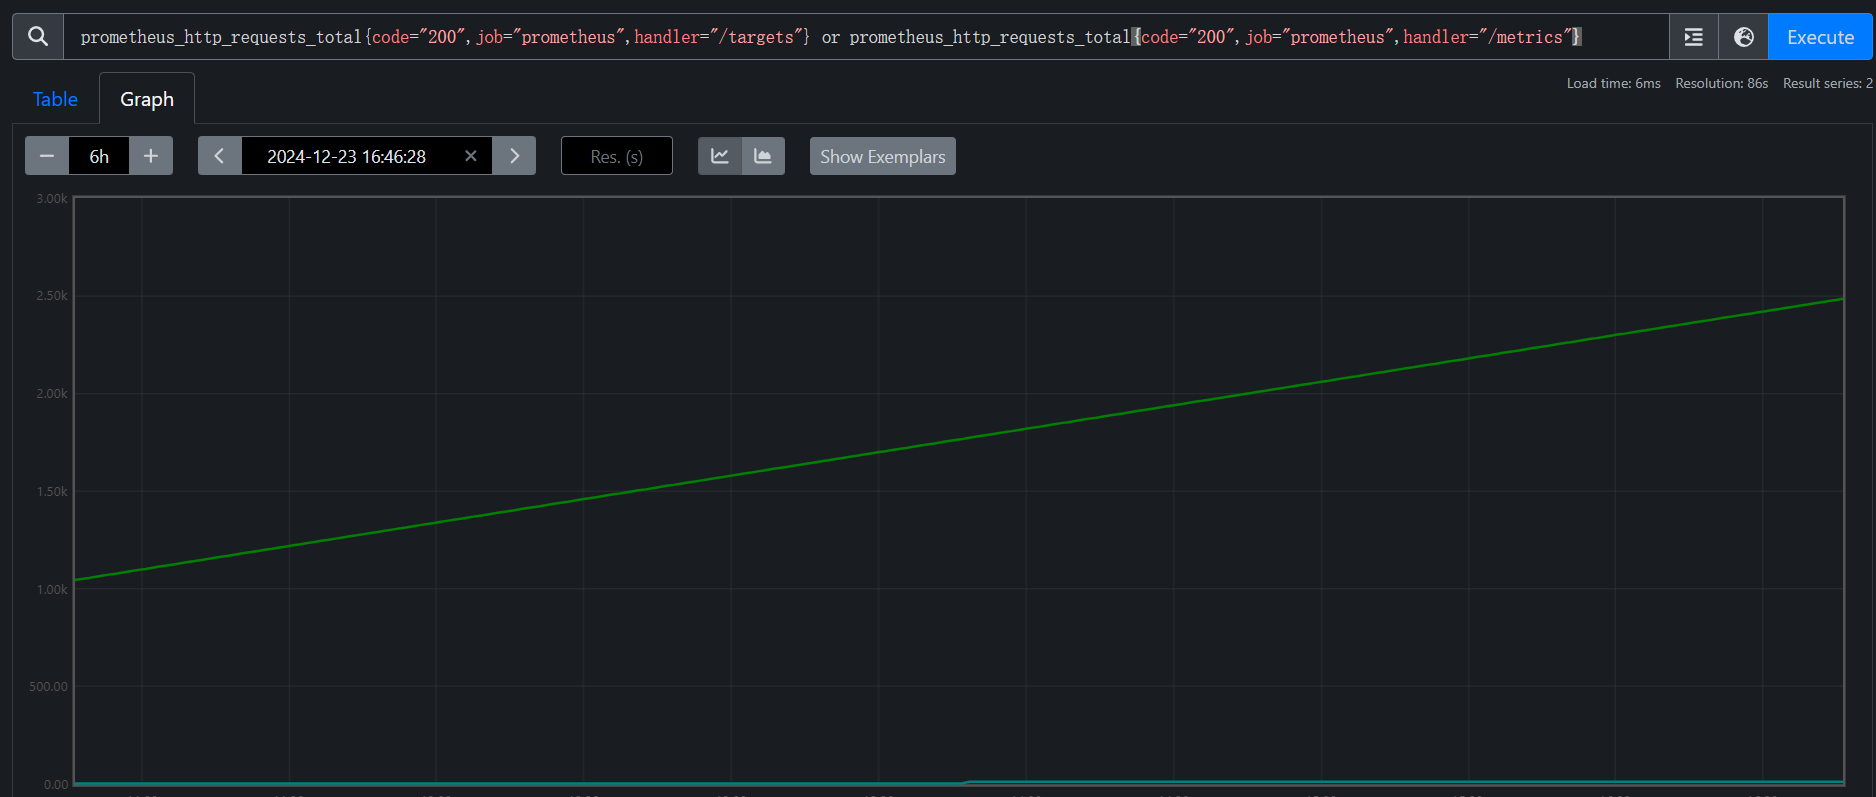 prometheus_http_requests_total{code="200",job="prometheus",handler="/targets"} or prometheus_http_requests_total{code="200",job="prometheus",handler="/metrics"}
Execute
Load time: 6ms Resolution: 86s Result series: 2
Table
Graph
6h
2024-12-23 16:46:28
Res. (s)
Show Exemplars
3.00k
2.50k
2.00k
1.50k
1.00k
500.00
0.00